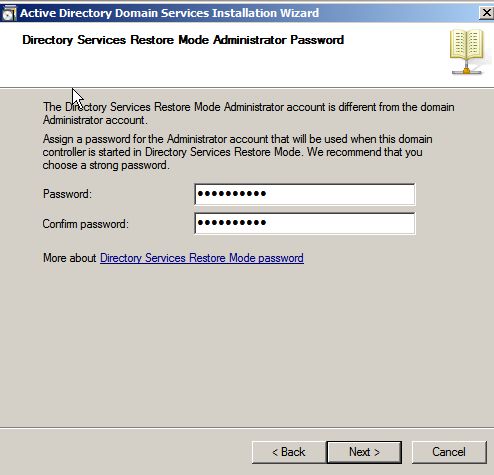 Active Directory Domain Services Installation Wizard
Directory Services Restore Mode Administrator Password
The Directory Services Restore Mode Administrator account is different from the domain
Administrator account.
Assign a password for the Administrator account that will be used when this domain
controller is started in Directory Services Restore Mode. We recommend that you
choose a strong password.
Password: ●●●●●●●●●●
Confirm password: ●●●●●●●●●●
More about Directory Services Restore Mode password
< Back Next > Cancel